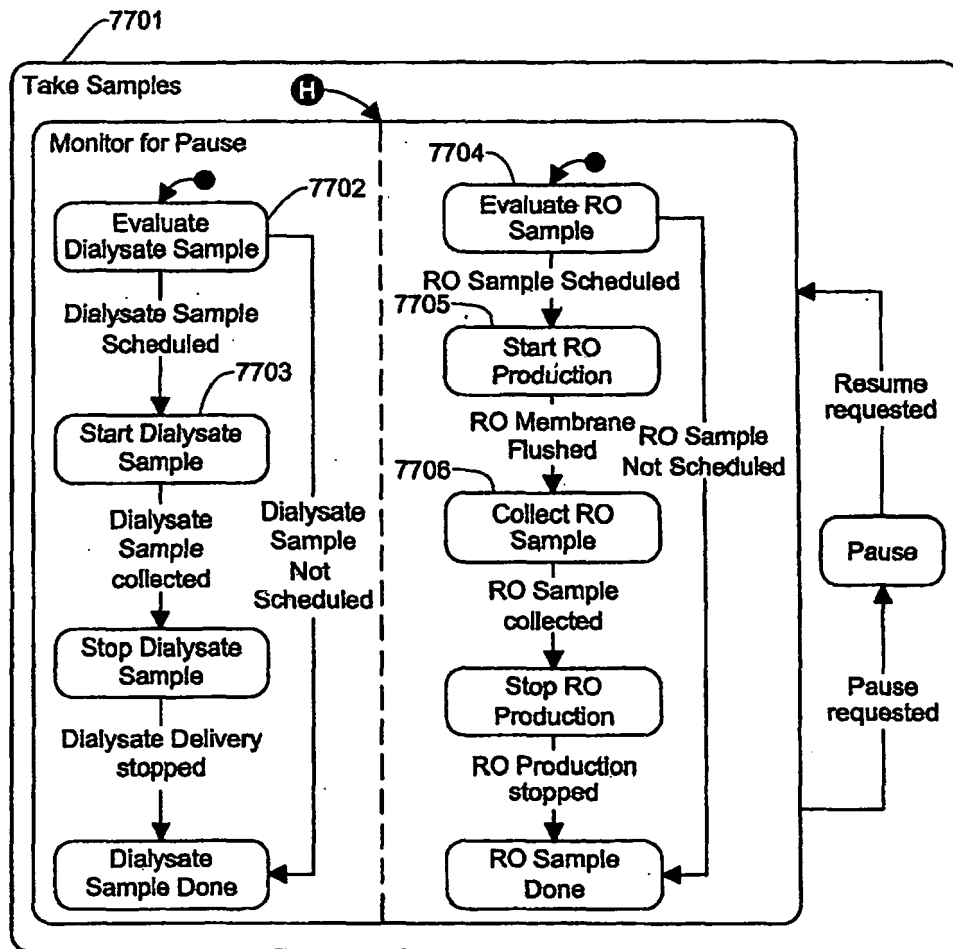 7701
Take Samples
H
Monitor for Pause
7702
Evaluate
Dialysate Sample
Dialysate Sample
Scheduled
7703
Start Dialysate
Sample
Dialysate
Sample
collected
Dialysate
Sample
Not
Scheduled
Stop Dialysate
Sample
Dialysate Delivery
stopped
Dialysate
Sample Done
7704
Evaluate RO
Sample
RO Sample Scheduled
7705
Start RO
Production
RO Membrane
Flushed
RO Sample
Not Scheduled
7706
Collect RO
Sample
RO Sample
collected
Stop RO
Production
RO Production
stopped
RO Sample
Done
Resume
requested
Pause
Pause
requested